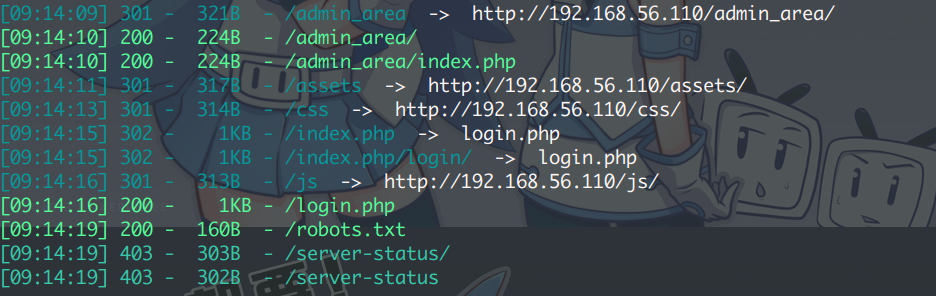 [09:14:09] 301 -  321B  - /admin_area  ->  http://192.168.56.110/admin_area/
[09:14:10] 200 -  224B  - /admin_area/
[09:14:10] 200 -  224B  - /admin_area/index.php
[09:14:11] 301 -  317B  - /assets  ->  http://192.168.56.110/assets/
[09:14:13] 301 -  314B  - /css  ->  http://192.168.56.110/css/
[09:14:15] 302 -    1KB - /index.php  ->  login.php
[09:14:15] 302 -    1KB - /index.php/login/  ->  login.php
[09:14:16] 301 -  313B  - /js  ->  http://192.168.56.110/js/
[09:14:16] 200 -    1KB - /login.php
[09:14:19] 200 -  160B  - /robots.txt
[09:14:19] 403 -  303B  - /server-status/
[09:14:19] 403 -  302B  - /server-status